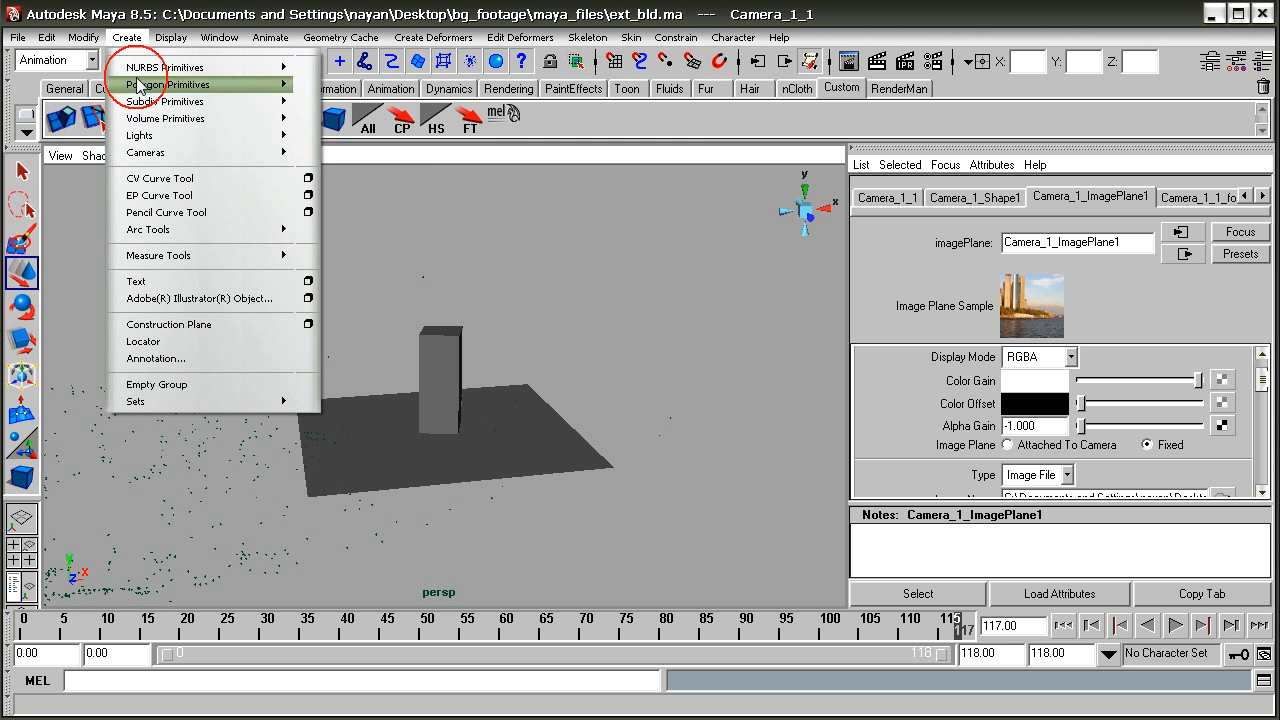 Autodesk Maya 8.5: C:\Documents and Settings\nayan\Desktop\bg_footage\maya_files\ext_bld.ma --- Camera_1_1
File Edit Modify Create Display Window Animate Geometry Cache Create Deformers Edit Deformers Skeleton Skin Constrain Character Help
Animation X: Y: Z:
General Animation Dynamics Rendering PaintEffects Toon Fluids Fur Hair nCloth Custom RenderMan
All CP HS FT mel
NURBS Primitives
Polygon Primitives
Subdiv Primitives
Volume Primitives
Lights
Cameras
CV Curve Tool
EP Curve Tool
Pencil Curve Tool
Arc Tools
Measure Tools
Text
Adobe(R) Illustrator(R) Object...
Construction Plane
Locator
Annotation...
Empty Group
Sets
View
y
x
persp
y
x
z
List Selected Focus Attributes Help
Camera_1_1 Camera_1_Shape1 Camera_1_ImagePlane1 Camera_1_1_fo
imagePlane: Camera_1_ImagePlane1 Focus
Presets
Image Plane Sample
Display Mode RGBA
Color Gain
Color Offset
Alpha Gain -1.000
Image Plane Attached To Camera Fixed
Type Image File
Notes: Camera_1_ImagePlane1
Select Load Attributes Copy Tab
0 5 10 15 20 25 30 35 40 45 50 55 60 65 70 75 80 85 90 95 100 105 110 115 117 117.00
0.00 0.00 0 118 118.00 118.00 No Character Set
MEL